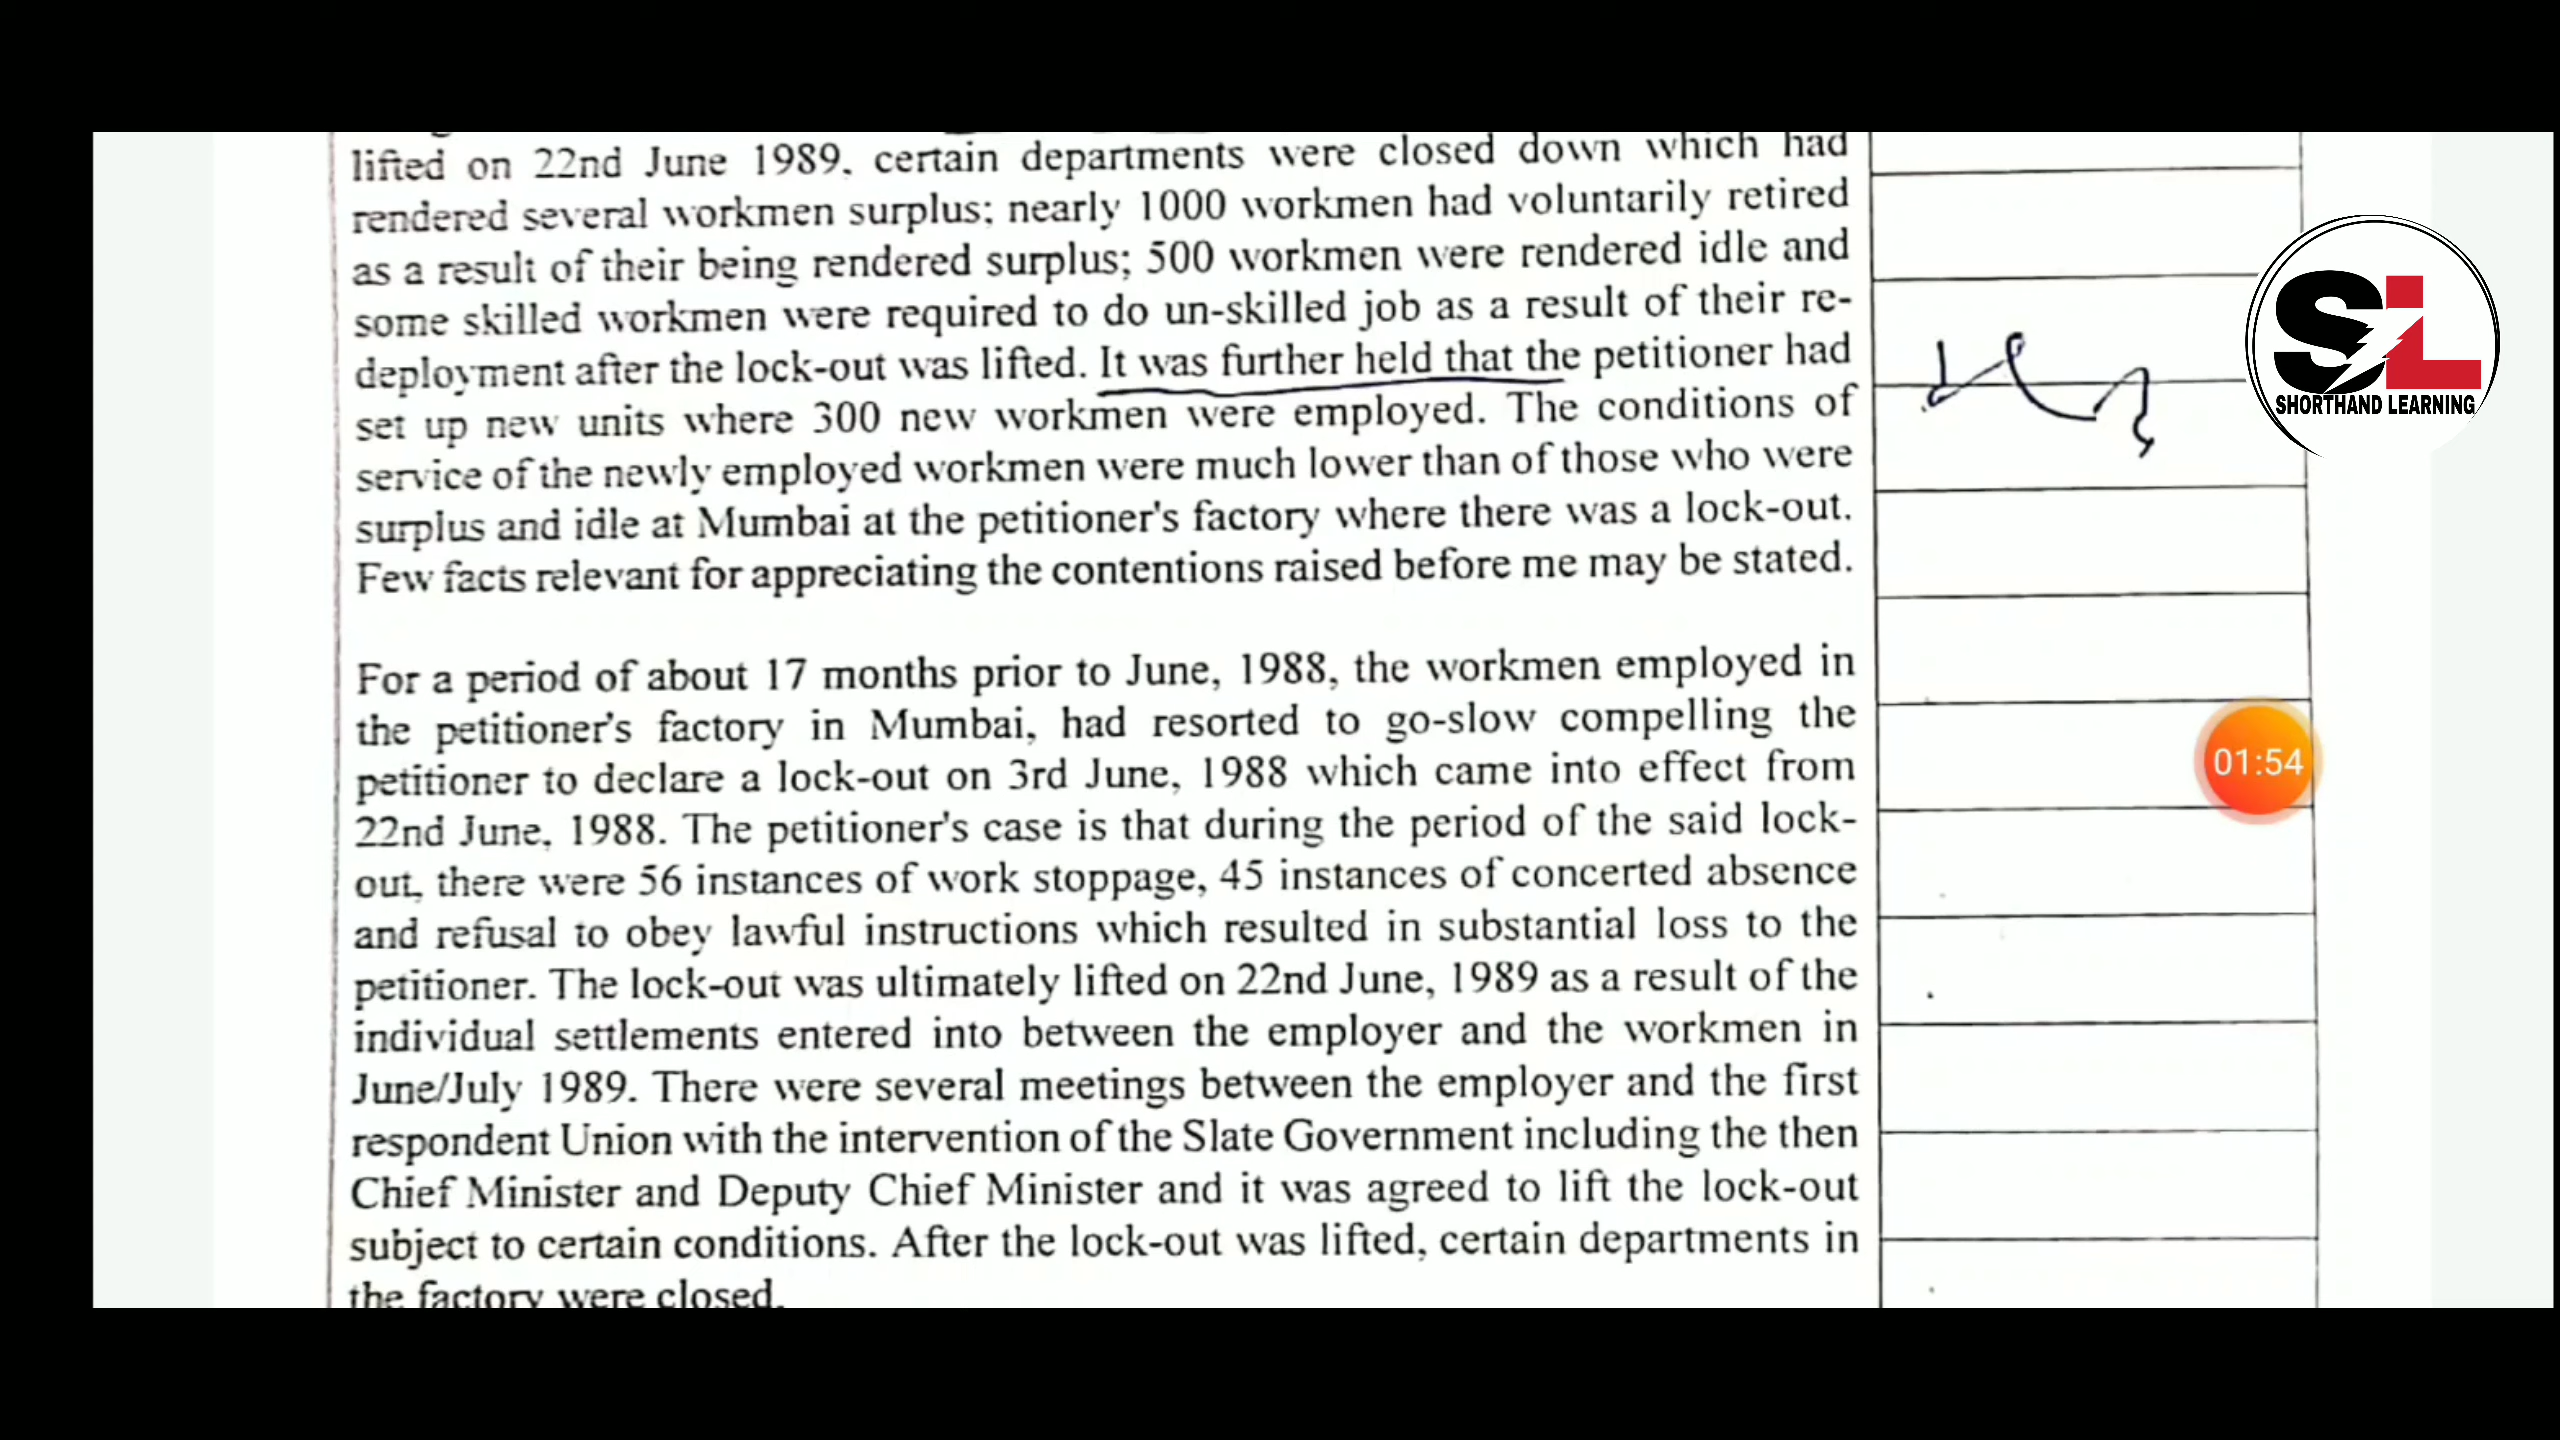 lifted on 22nd June 1989, certain departments were closed down which had
rendered several workmen surplus; nearly 1000 workmen had voluntarily retired
as a result of their being rendered surplus; 500 workmen were rendered idle and
some skilled workmen were required to do un-skilled job as a result of their re-
deployment after the lock-out was lifted. It was further held that the petitioner had
set up new units where 300 new workmen were employed. The conditions of
service of the newly employed workmen were much lower than of those who were
surplus and idle at Mumbai at the petitioner's factory where there was a lock-out.
Few facts relevant for appreciating the contentions raised before me may be stated.
For a period of about 17 months prior to June, 1988, the workmen employed in
the petitioner's factory in Mumbai, had resorted to go-slow compelling the
petitioner to declare a lock-out on 3rd June, 1988 which came into effect from
22nd June, 1988. The petitioner's case is that during the period of the said lock-
out, there were 56 instances of work stoppage, 45 instances of concerted absence
and refusal to obey lawful instructions which resulted in substantial loss to the
petitioner. The lock-out was ultimately lifted on 22nd June, 1989 as a result of the
individual settlements entered into between the employer and the workmen in
June/July 1989. There were several meetings between the employer and the first
respondent Union with the intervention of the Slate Government including the then
Chief Minister and Deputy Chief Minister and it was agreed to lift the lock-out
subject to certain conditions. After the lock-out was lifted, certain departments in
the factory were closed.
SL
SHORTHAND LEARNING
01:54